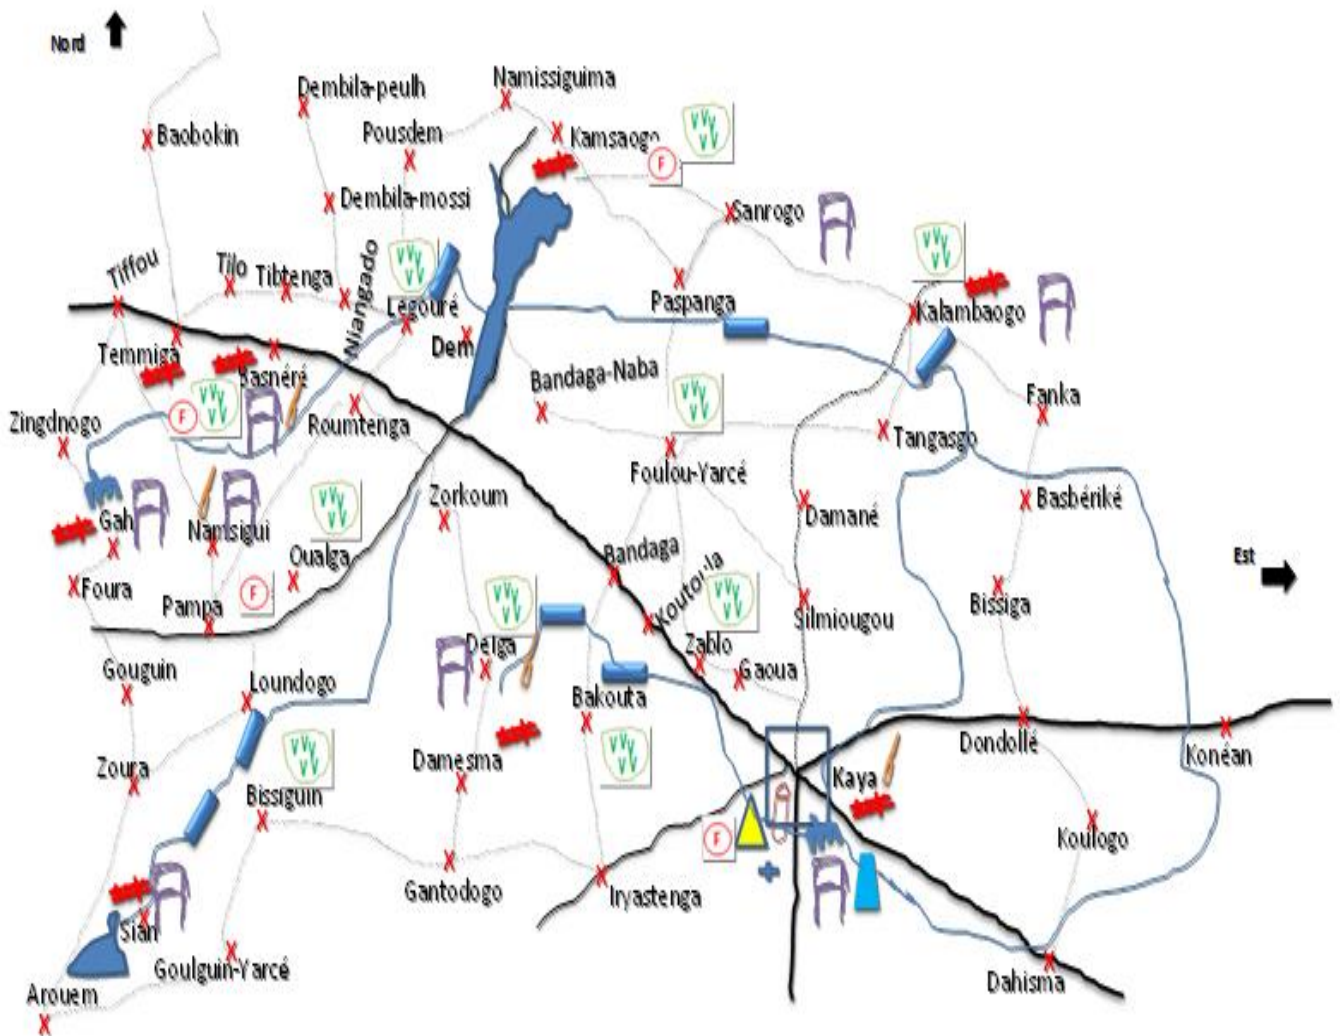 Nord
Dembila-peulh
Namissiguima
Baobokin
Pousdem
Kamsaogo
F
Dembila-mossi
Sanrogo
Tiffou
Tilo
Tibtenga
Niangado
Legouré
Paspanga
Kalambaogo
Temmiga
Basnéré
Dem
Bandaga-Naba
Fanka
F
Zingdnogo
Roumtenga
Tangasgo
Foulou-Yarcé
Zorkoum
Basbériké
Gah
Namsigui
Damané
Oualga
Bandaga
Est
Foura
Pampa
F
Koutoula
Bissiga
Silmiougou
Delga
Zablo
Gaoua
Gouguin
Loundogo
Bakouta
Dondollé
Konéan
Zoura
Damesma
Kaya
Bissiguin
F
Koulogo
Gantodogo
Iryastenga
Sian
Goulguin-Yarcé
Dahisma
Arouem